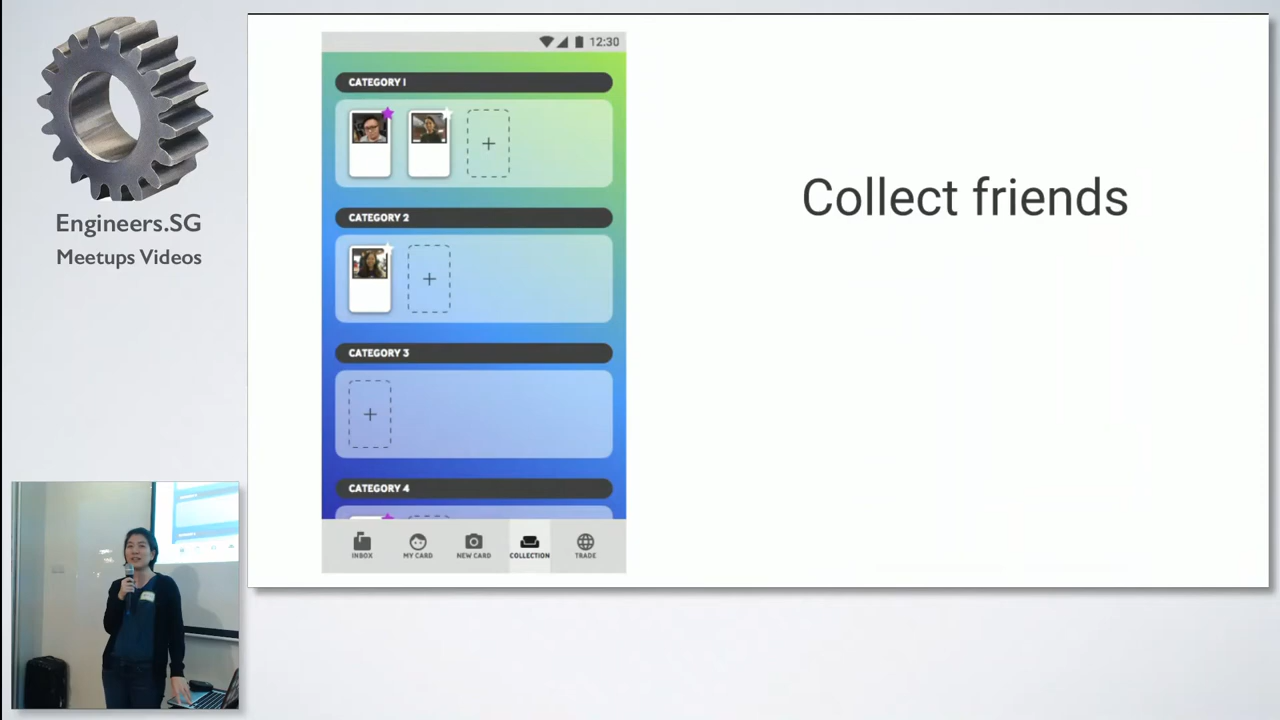 Engineers.SG
Meetups Videos
12:30
CATEGORY 1
CATEGORY 2
CATEGORY 3
CATEGORY 4
INBOX
MY CARD
NEW CARD
COLLECTION
TRADE
Collect friends